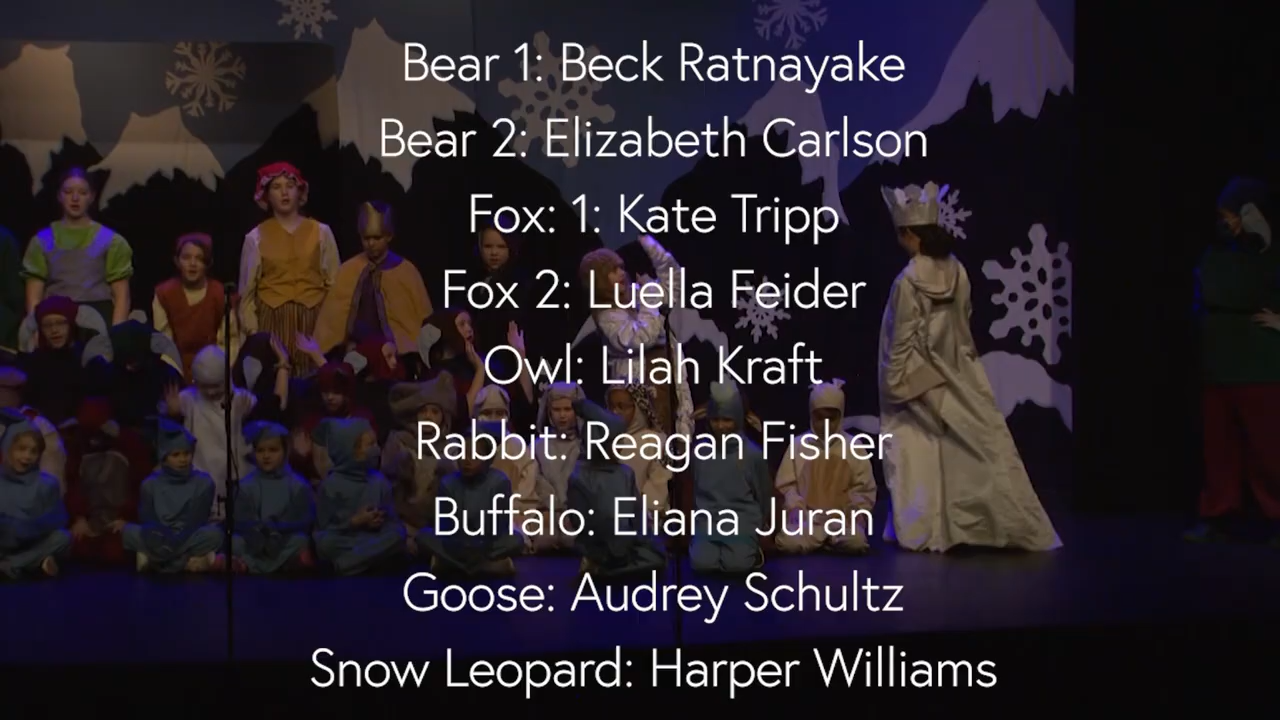 Bear 1: Beck Ratnayake
Bear 2: Elizabeth Carlson
Fox: 1: Kate Tripp
Fox 2: Luella Feider
Owl: Lilah Kraft
Rabbit: Reagan Fisher
Buffalo: Eliana Juran
Goose: Audrey Schultz
Snow Leopard: Harper Williams